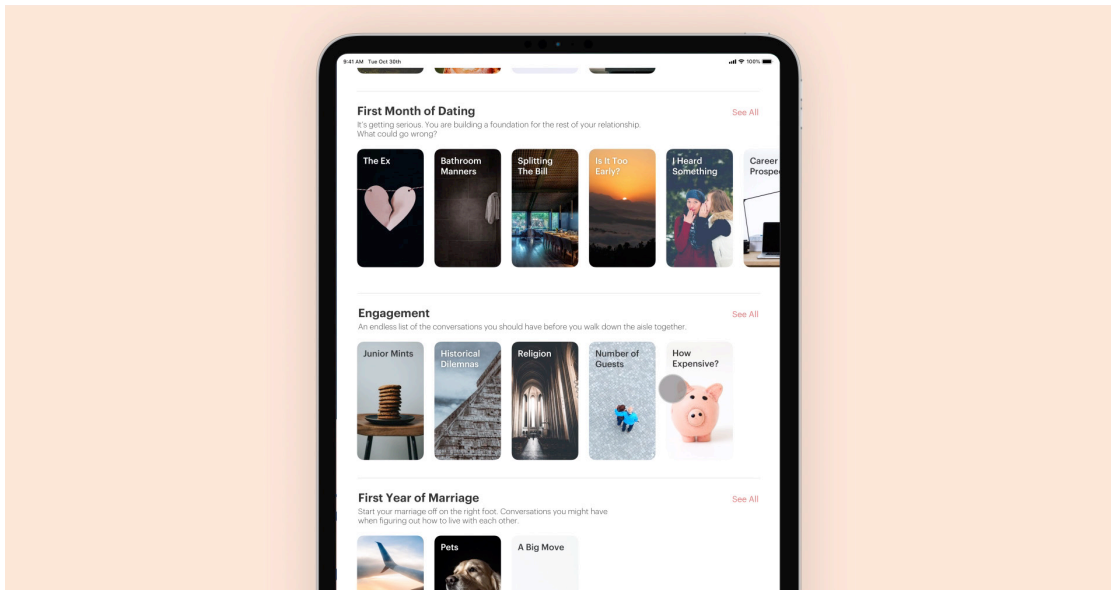 9:41 AM Tue Oct 30th
100%
First Month of Dating
See All
It's getting serious. You are building a foundation for the rest of your relationship.
What could go wrong?
The Ex
Bathroom
Manners
Splitting
The Bill
Is It Too
Early?
I Heard
Something
Career
Prospe
Engagement
See All
An endless list of the conversations you should have before you walk down the aisle together.
Junior Mints
Historical
Dilemnas
Religion
Number of
Guests
How
Expensive?
First Year of Marriage
See All
Start your marriage off on the right foot. Conversations you might have
when figuring out how to live with each other.
Pets
A Big Move